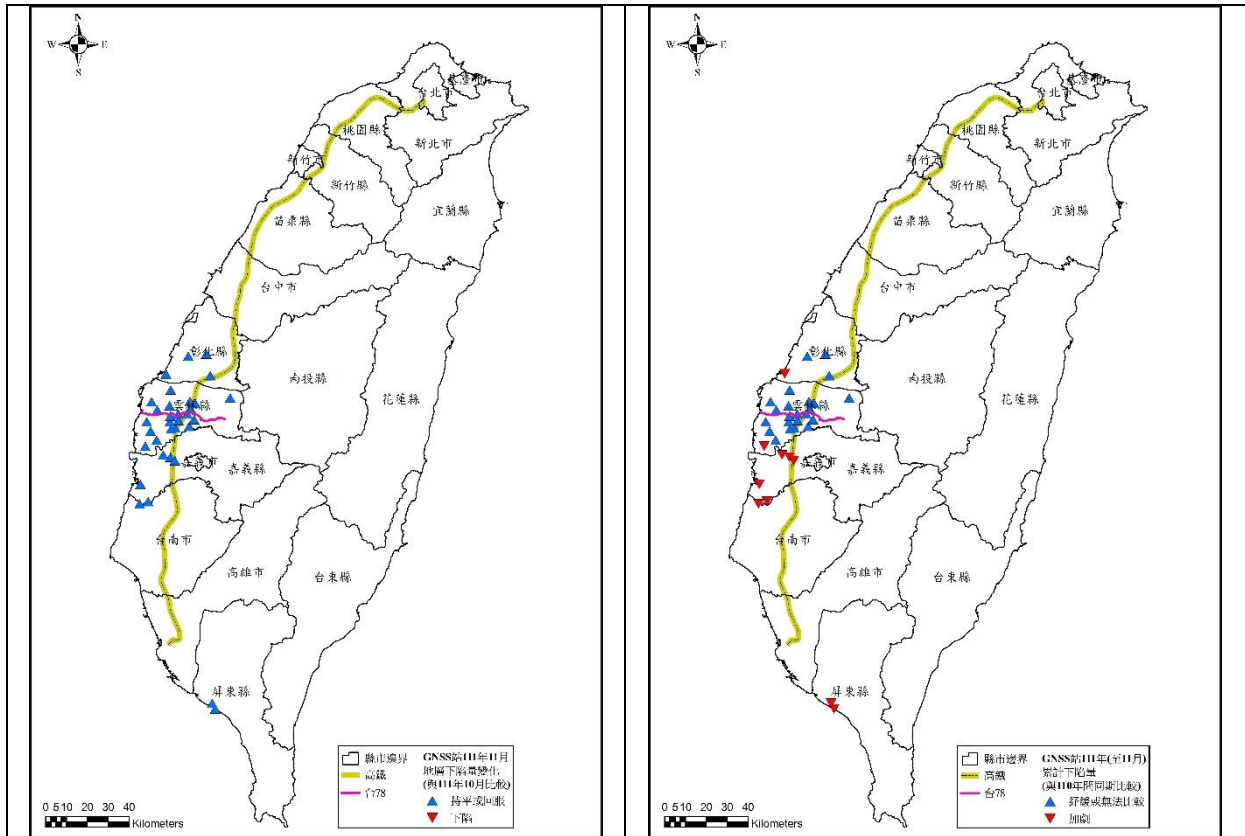 N
W E
S
基隆市
台北市
桃園縣
新北市
新竹市
新竹縣
宜蘭縣
苗栗縣
台中市
彰化縣
南投縣
花蓮縣
雲林縣
嘉義市
嘉義縣
台南市
高雄市
台東縣
屏東縣
縣市邊界
高鐵
台78
GNSS站111年11月
地層下陷量變化
(與111年10月比較)
持平或回脹
下陷
0 5 10 20 30 40
Kilometers
N
W E
S
基隆市
台北市
桃園縣
新北市
新竹市
新竹縣
宜蘭縣
苗栗縣
台中市
彰化縣
南投縣
花蓮縣
雲林縣
嘉義市
嘉義縣
台南市
高雄市
台東縣
屏東縣
縣市邊界
高鐵
台78
GNSS站111年(至11月)
累計下陷量
(與110年間同期比較)
舒緩或無法比較
加劇
0 5 10 20 30 40
Kilometers